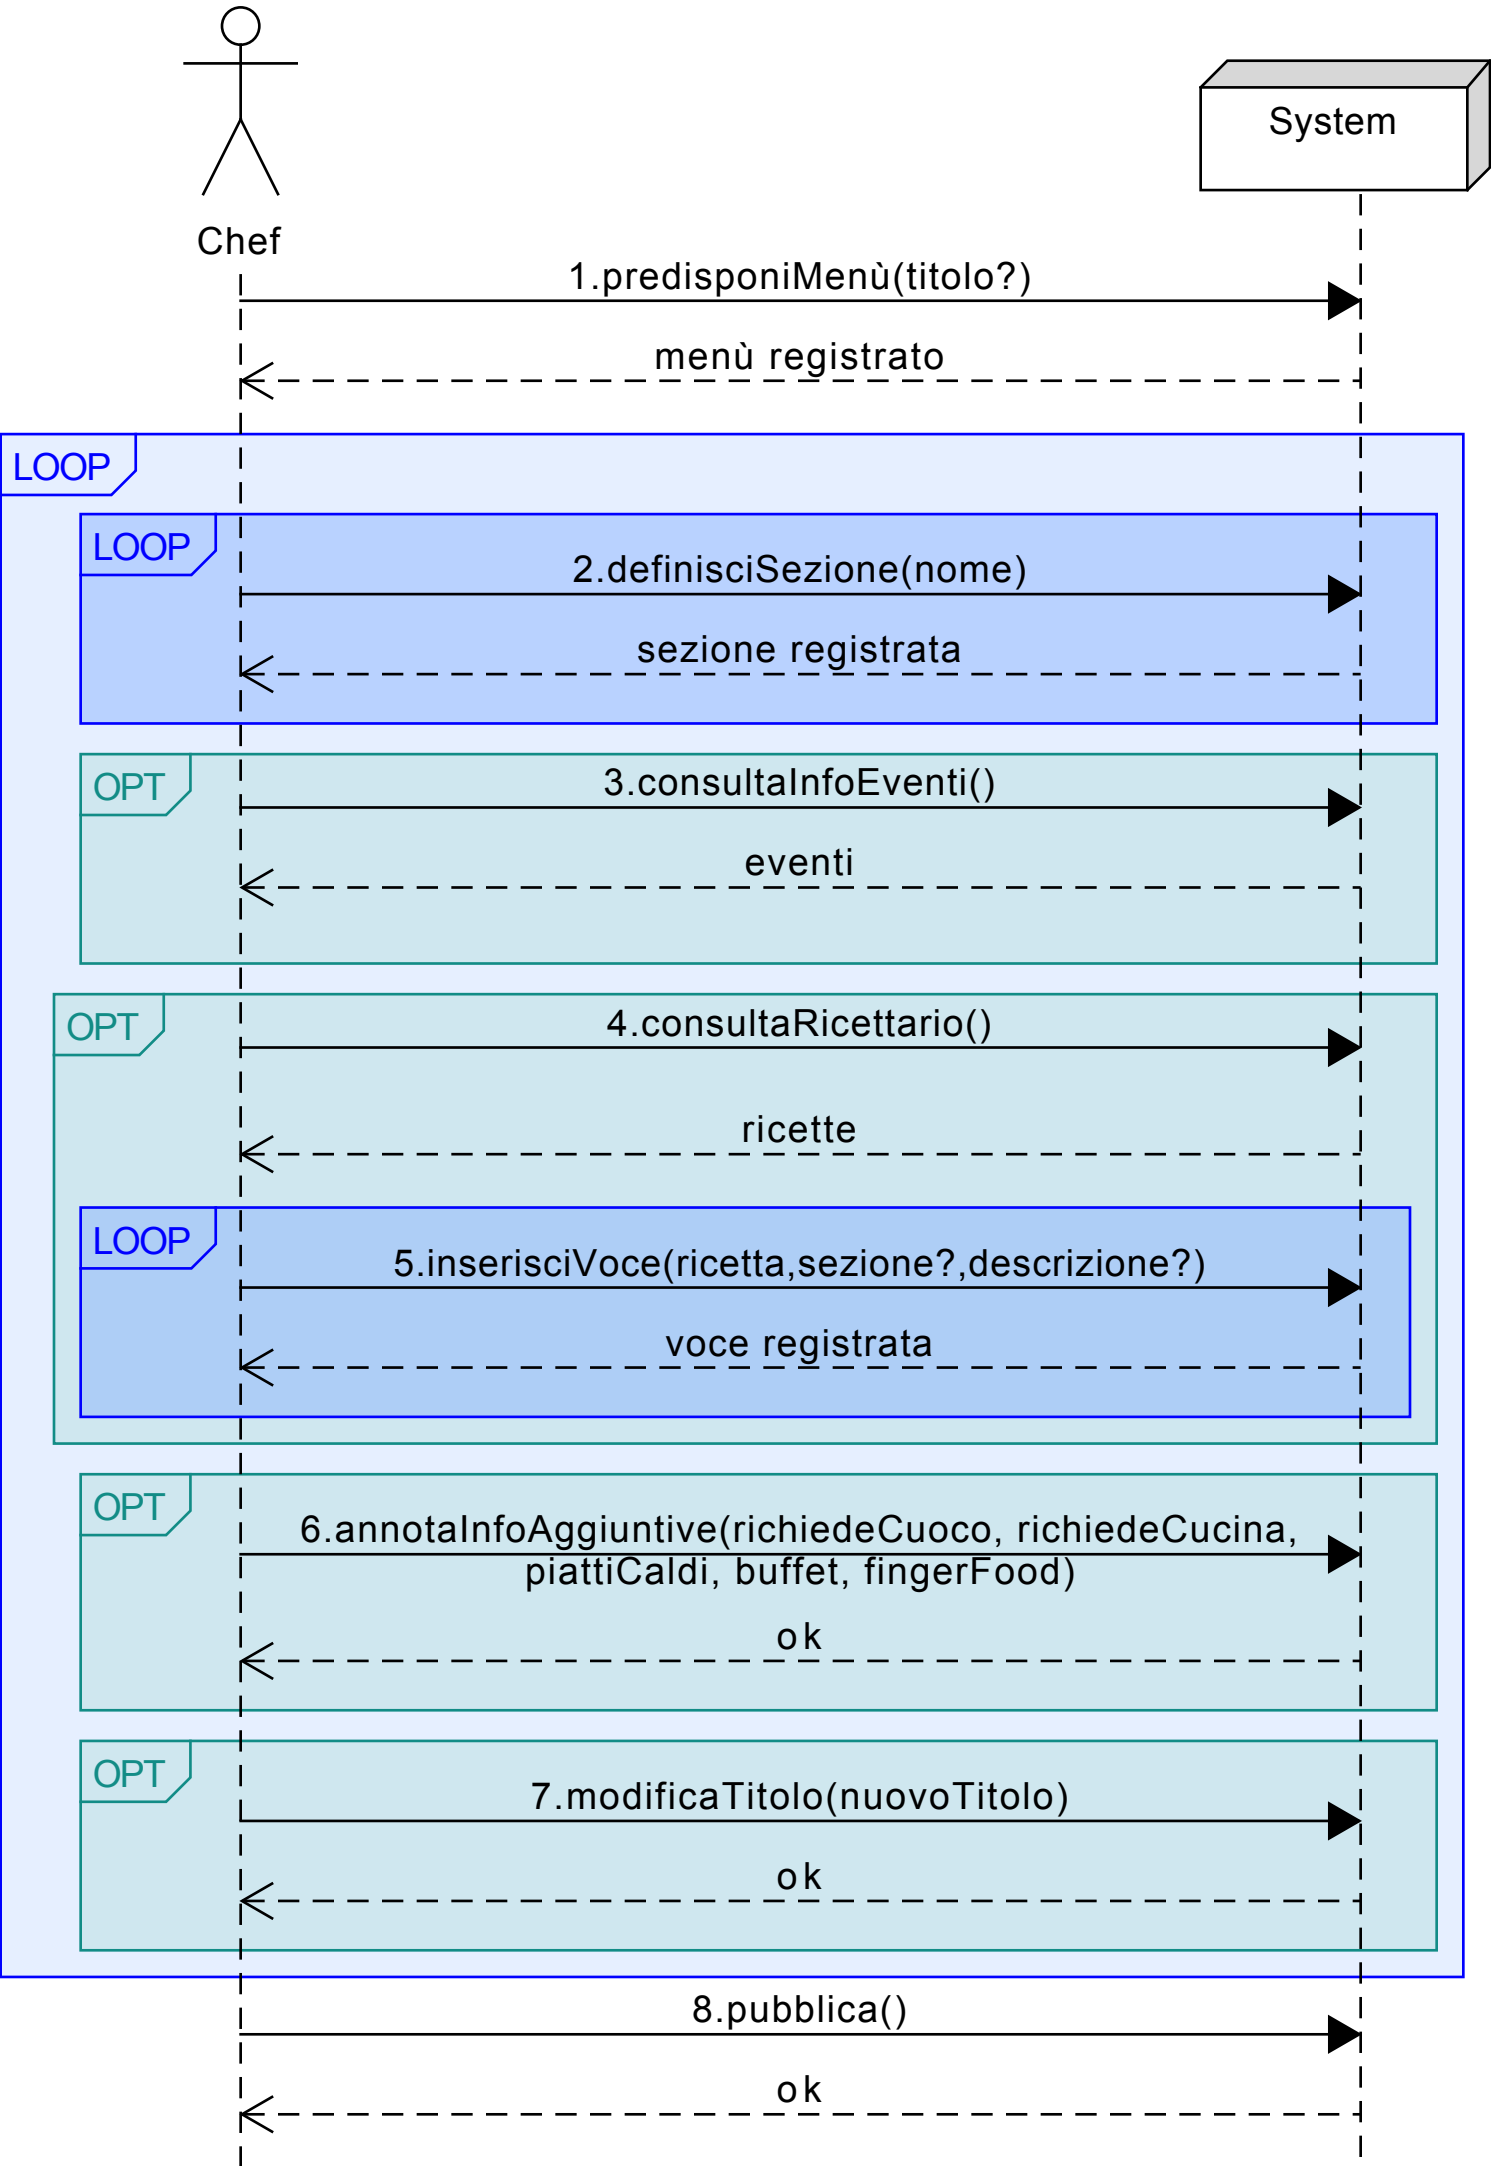 System
Chef
1.predisponiMenù(titolo?)
menù registrato
LOOP
LOOP
2.definisciSezione(nome)
sezione registrata
OPT
3.consultaInfoEventi()
eventi
OPT
4.consultaRicettario()
ricette
LOOP
5.inserisciVoce(ricetta,sezione?,descrizione?)
voce registrata
OPT
6.annotaInfoAggiuntive(richiedeCuoco, richiedeCucina,
piattiCaldi, buffet, fingerFood)
ok
OPT
7.modificaTitolo(nuovoTitolo)
ok
8.pubblica()
ok